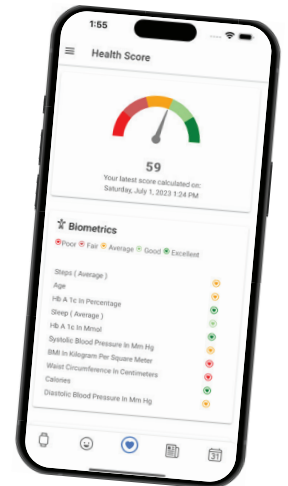 1:55
Health Score
59
Your latest score calculated on:
Saturday, July 1, 2023 1:24 PM
Biometrics
Poor Fair Average Good Excellent
Steps ( Average )
Age
Hb A 1c In Percentage
Sleep ( Average )
Hb A 1c In Mmol
Systolic Blood Pressure In Mm Hg
BMI In Kilogram Per Square Meter
Waist Circumference In Centimeters
Calories
Diastolic Blood Pressure In Mm Hg
31